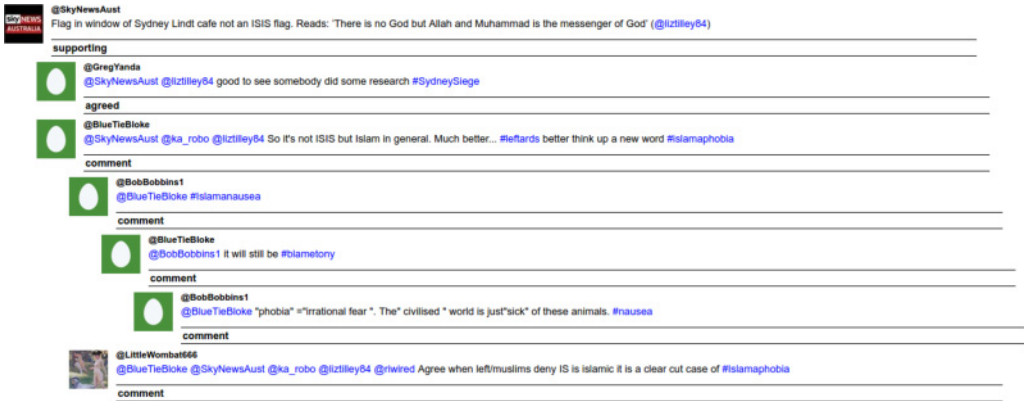 sky NEWS
AUSTRALIA
@SkyNewsAust
Flag in window of Sydney Lindt cafe not an ISIS flag. Reads: 'There is no God but Allah and Muhammad is the messenger of God' (@liztilley84)
supporting
@GregYanda
@SkyNewsAust @liztilley84 good to see somebody did some research #SydneySiege
agreed
@BlueTieBloke
@SkyNewsAust @ka_robo @liztilley84 So it's not ISIS but Islam in general. Much better... #leftards better think up a new word #islamaphobia
comment
@BobBobbins1
@BlueTieBloke #Islamanausea
comment
@BlueTieBloke
@BobBobbins1 it will still be #blametony
comment
@BobBobbins1
@BlueTieBloke "phobia" ="irrational fear ". The" civilised " world is just"sick" of these animals. #nausea
comment
@LittleWombat666
@BlueTieBloke @SkyNewsAust @ka_robo @liztilley84 @riwired Agree when left/muslims deny IS is islamic it is a clear cut case of #Islamaphobia
comment